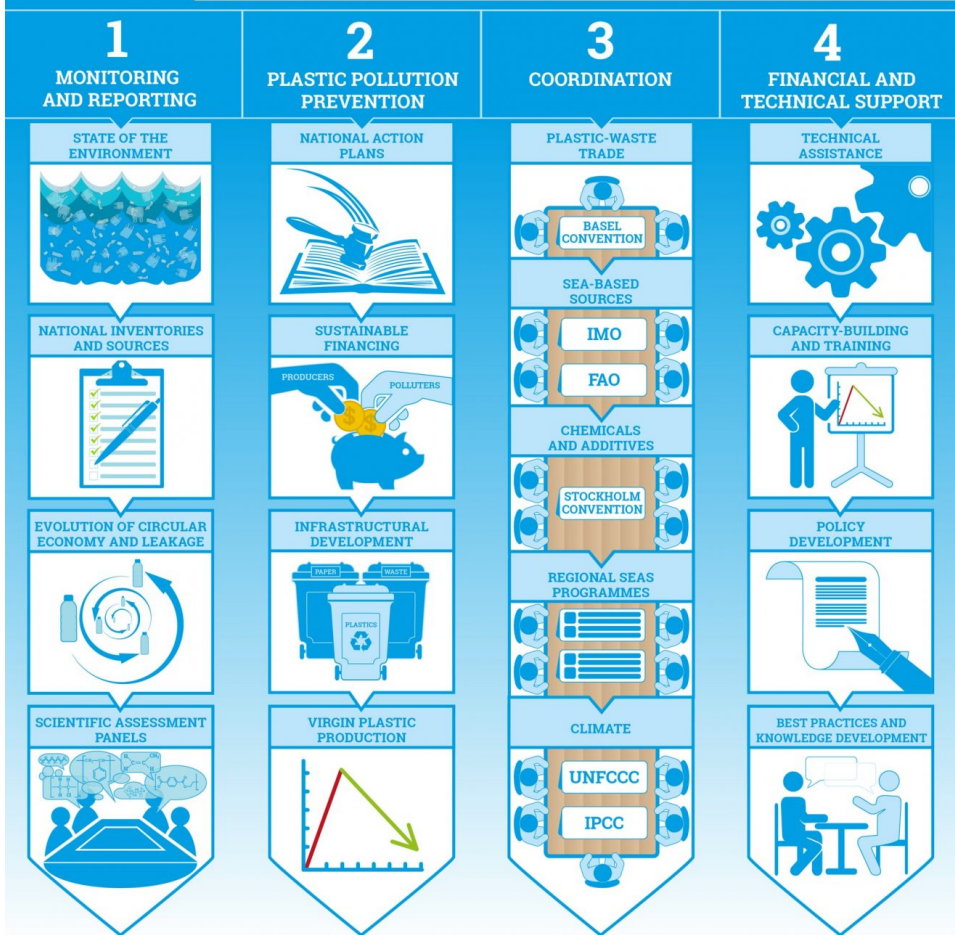 1
MONITORING
AND REPORTING
STATE OF THE
ENVIRONMENT
NATIONAL INVENTORIES
AND SOURCES
EVOLUTION OF CIRCULAR
ECONOMY AND LEAKAGE
SCIENTIFIC ASSESSMENT
PANELS
2
PLASTIC POLLUTION
PREVENTION
NATIONAL ACTION
PLANS
SUSTAINABLE
FINANCING
PRODUCERS
POLLUTERS
$
$
INFRASTRUCTURAL
DEVELOPMENT
PAPER
WASTE
PLASTICS
VIRGIN PLASTIC
PRODUCTION
3
COORDINATION
PLASTIC-WASTE
TRADE
BASEL
CONVENTION
SEA-BASED
SOURCES
IMO
FAO
CHEMICALS
AND ADDITIVES
STOCKHOLM
CONVENTION
REGIONAL SEAS
PROGRAMMES
CLIMATE
UNFCCC
IPCC
4
FINANCIAL AND
TECHNICAL SUPPORT
TECHNICAL
ASSISTANCE
CAPACITY-BUILDING
AND TRAINING
POLICY
DEVELOPMENT
BEST PRACTICES AND
KNOWLEDGE DEVELOPMENT